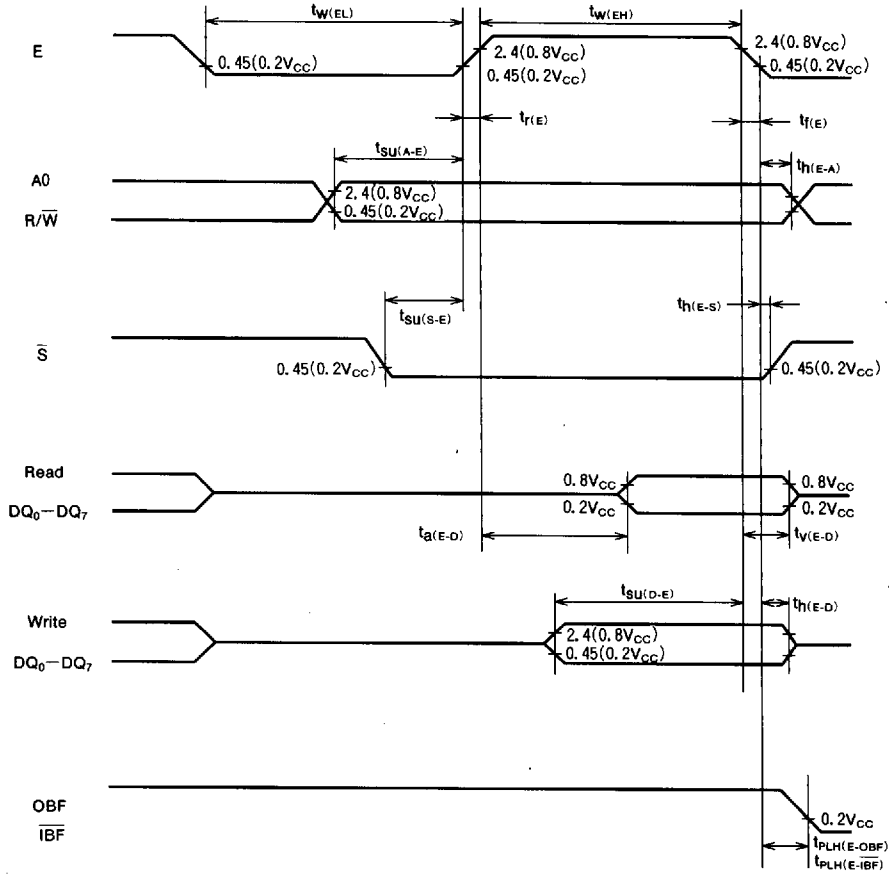 tW(EL)
tW(EH)
E
0.45(0.2VCC)
2.4(0.8VCC)
0.45(0.2VCC)
2.4(0.8VCC)
0.45(0.2VCC)
tr(E)
tf(E)
tSU(A-E)
th(E-A)
A0
R/W̅
2.4(0.8VCC)
0.45(0.2VCC)
tSU(S-E)
th(E-S)
S̅
0.45(0.2VCC)
0.45(0.2VCC)
Read
DQ0—DQ7
0.8VCC
0.2VCC
0.8VCC
0.2VCC
ta(E-D)
tV(E-D)
tSU(D-E)
th(E-D)
Write
DQ0—DQ7
2.4(0.8VCC)
0.45(0.2VCC)
OBF
I̅B̅F̅
0.2VCC
tPLH(E-OBF)
tPLH(E-I̅B̅F̅)